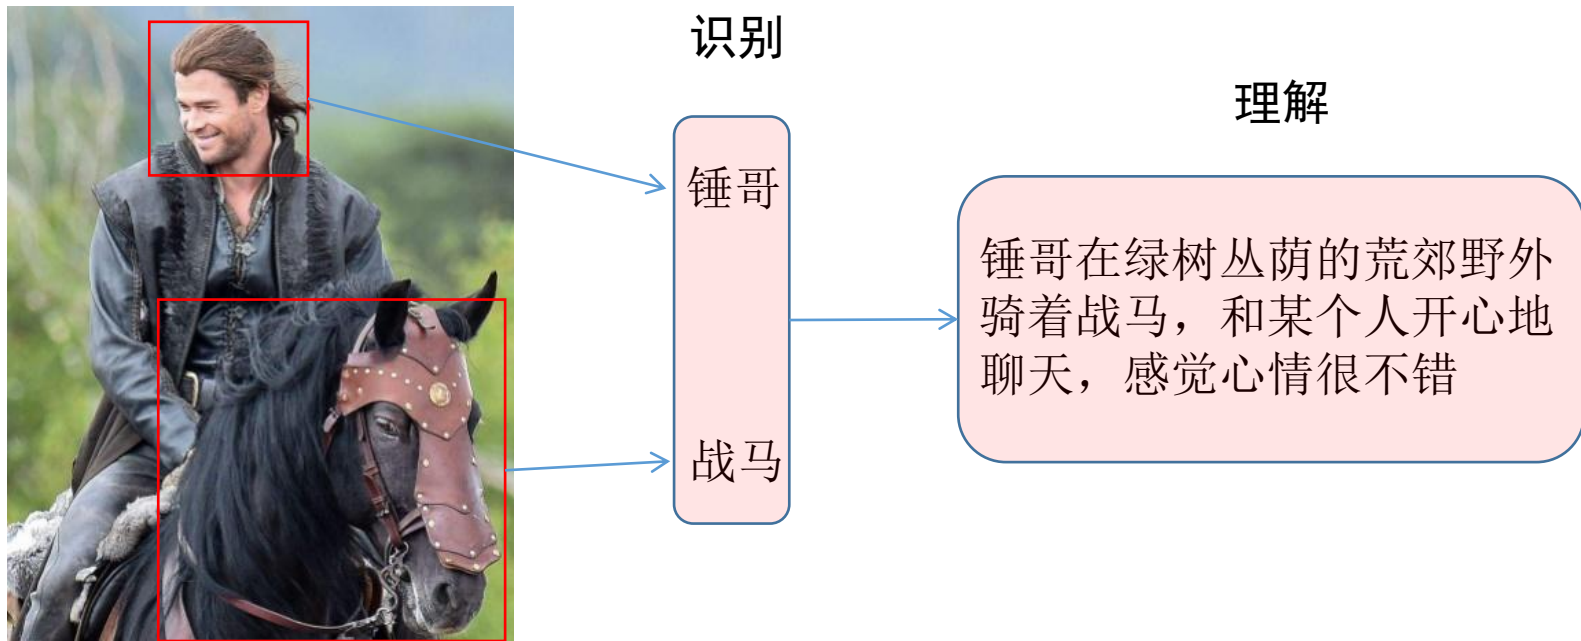 识别
理解
锤哥
战马
锤哥在绿树丛荫的荒郊野外
骑着战马，和某个人开心地
聊天，感觉心情很不错